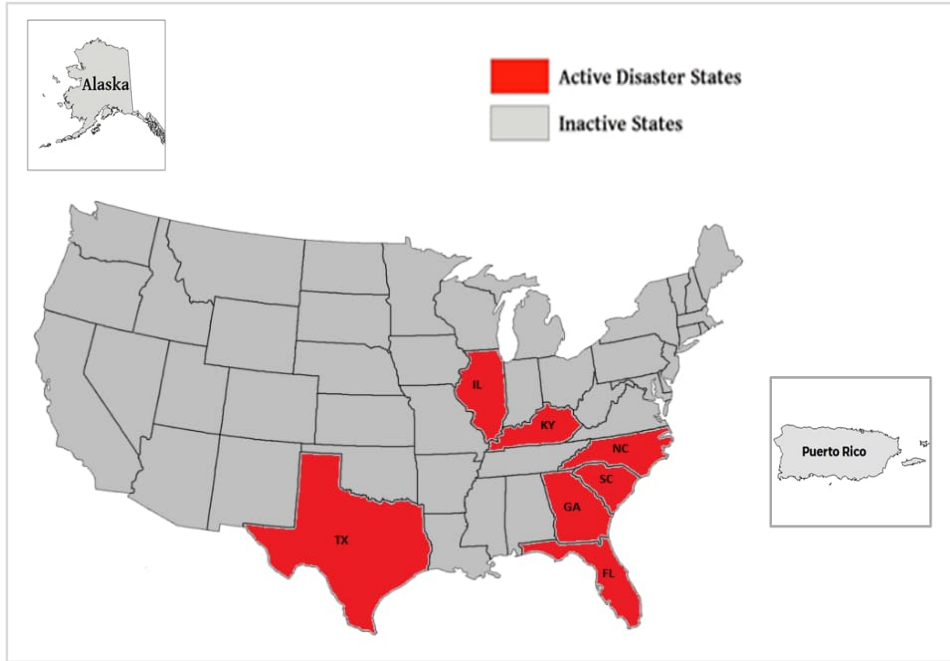 Alaska
Active Disaster States
Inactive States
IL
KY
NC
SC
GA
TX
FL
Puerto Rico